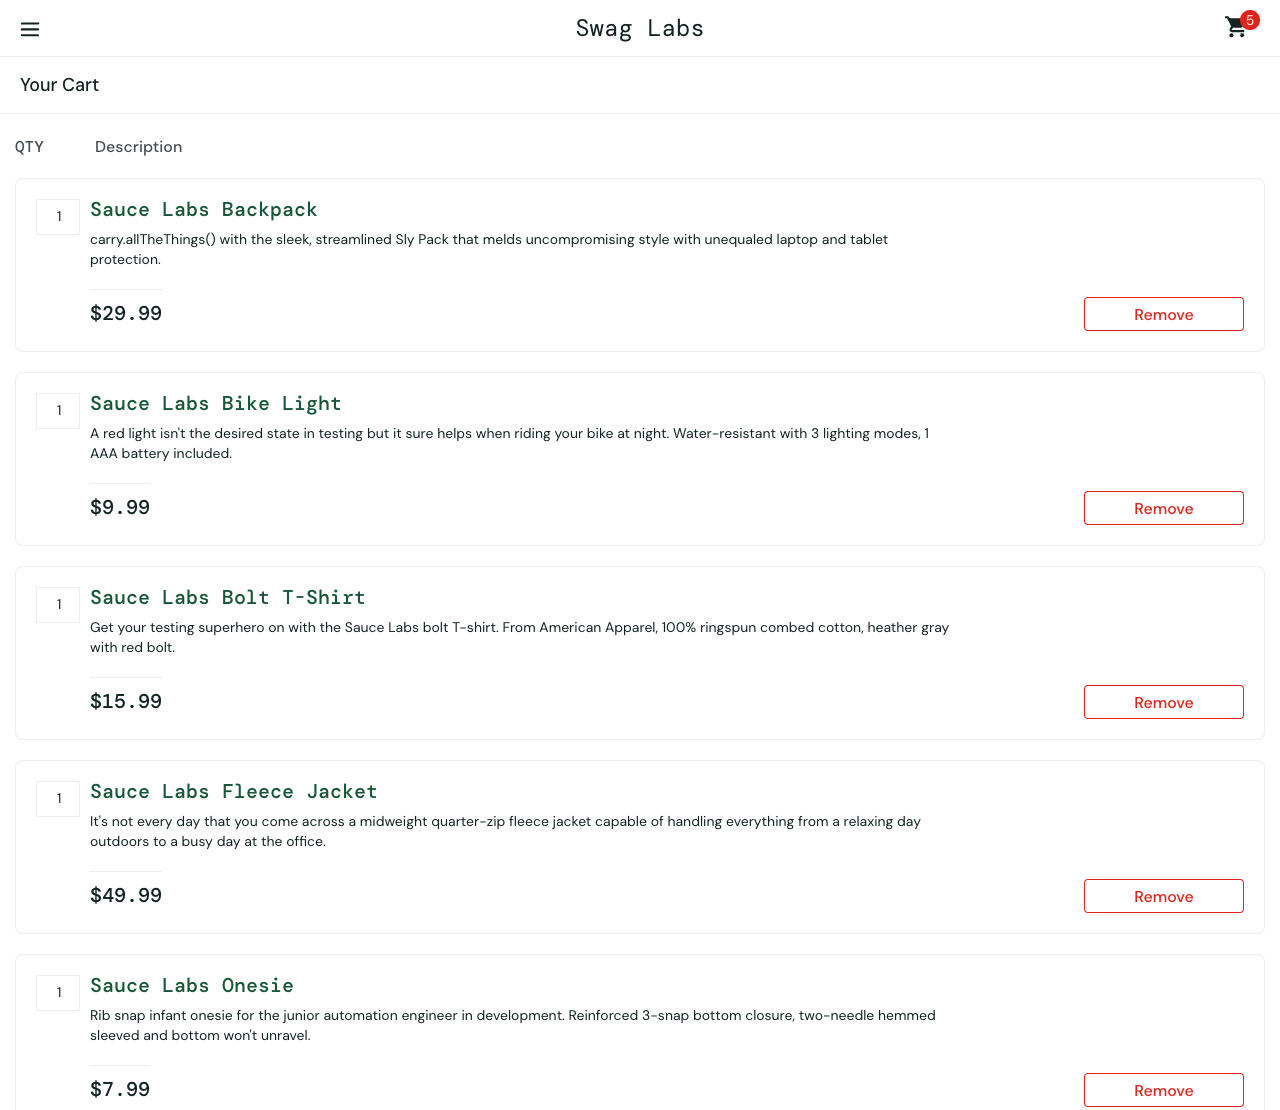 Swag Labs
5
Your Cart
QTY
Description
1
Sauce Labs Backpack
carry.allTheThings() with the sleek, streamlined Sly Pack that melds uncompromising style with unequaled laptop and tablet
protection.
$29.99
Remove
1
Sauce Labs Bike Light
A red light isn't the desired state in testing but it sure helps when riding your bike at night. Water-resistant with 3 lighting modes, 1
AAA battery included.
$9.99
Remove
1
Sauce Labs Bolt T-Shirt
Get your testing superhero on with the Sauce Labs bolt T-shirt. From American Apparel, 100% ringspun combed cotton, heather gray
with red bolt.
$15.99
Remove
1
Sauce Labs Fleece Jacket
It's not every day that you come across a midweight quarter-zip fleece jacket capable of handling everything from a relaxing day
outdoors to a busy day at the office.
$49.99
Remove
1
Sauce Labs Onesie
Rib snap infant onesie for the junior automation engineer in development. Reinforced 3-snap bottom closure, two-needle hemmed
sleeved and bottom won't unravel.
$7.99
Remove